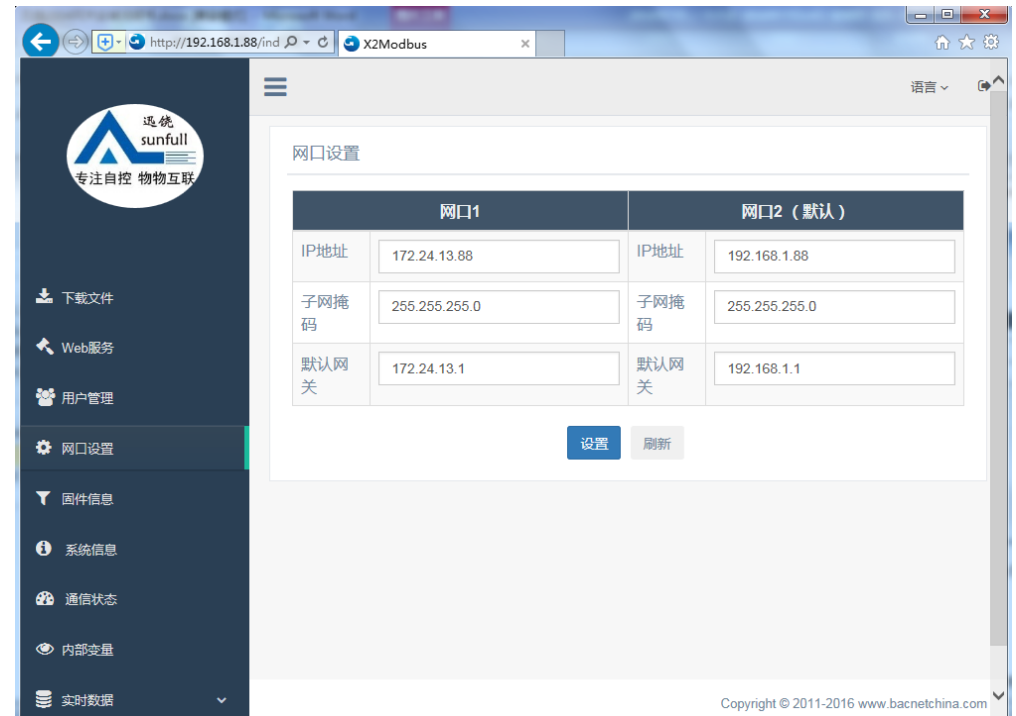 http://192.168.1.88/ind
X2Modbus
迅饶
sunfull
专注自控 物物互联
语言
下载文件
Web服务
用户管理
网口设置
固件信息
系统信息
通信状态
内部变量
实时数据
网口设置
网口1 网口2 (默认)
IP地址 172.24.13.88 IP地址 192.168.1.88
子网掩码 255.255.255.0 子网掩码 255.255.255.0
默认网关 172.24.13.1 默认网关 192.168.1.1
设置 刷新
Copyright © 2011-2016 www.bacnetchina.com